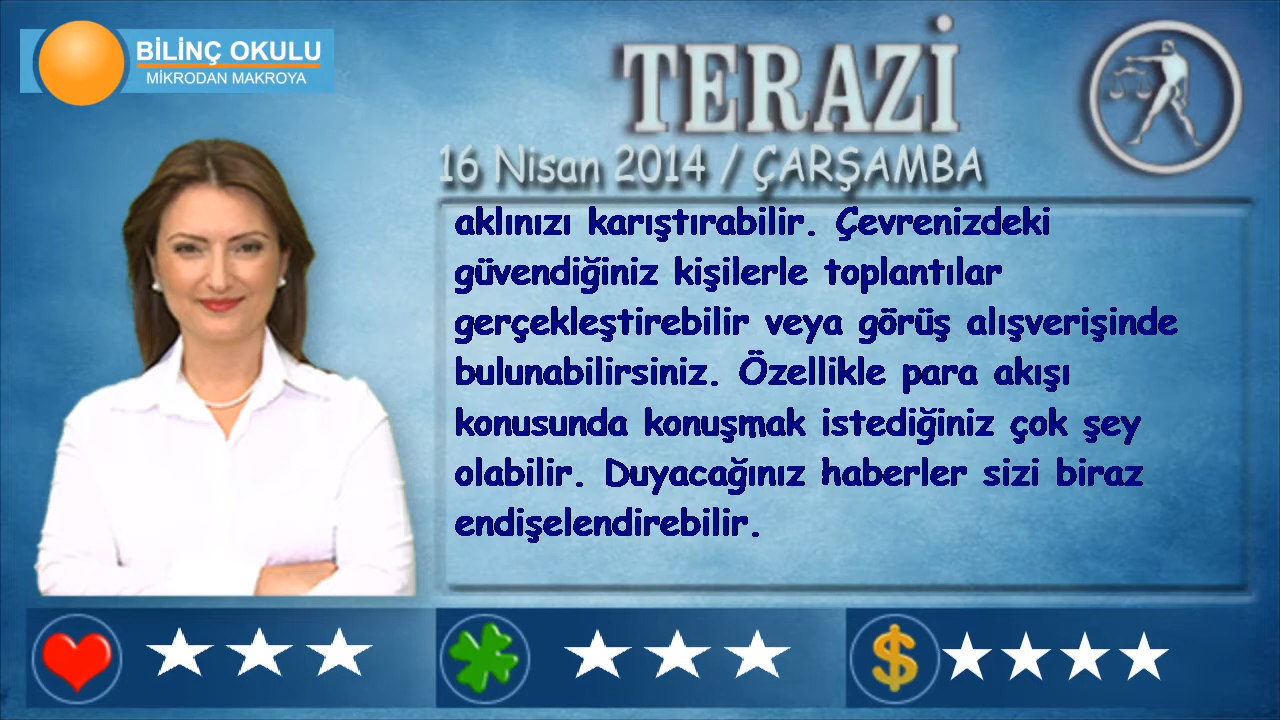 BİLİNÇ OKULU
MİKRODAN MAKROYA
TERAZİ
16 Nisan 2014 / ÇARŞAMBA
aklınızı karıştırabilir. Çevrenizdeki
güvendiğiniz kişilerle toplantılar
gerçekleştirebilir veya görüş alışverişinde
bulunabilirsiniz. Özellikle para akışı
konusunda konuşmak istediğiniz çok şey
olabilir. Duyacağınız haberler sizi biraz
endişelendirebilir.
$